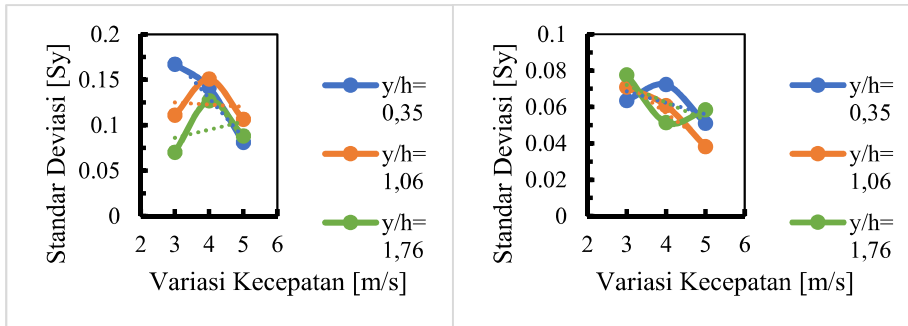 Standar Deviasi [Sy]
0.2
0.15
0.1
0.05
0
2 3 4 5 6
Variasi Kecepatan [m/s]
y/h=
0,35
y/h=
1,06
y/h=
1,76
Standar Deviasi [Sy]
0.1
0.08
0.06
0.04
0.02
0
2 3 4 5 6
Variasi Kecepatan [m/s]
y/h=
0,35
y/h=
1,06
y/h=
1,76